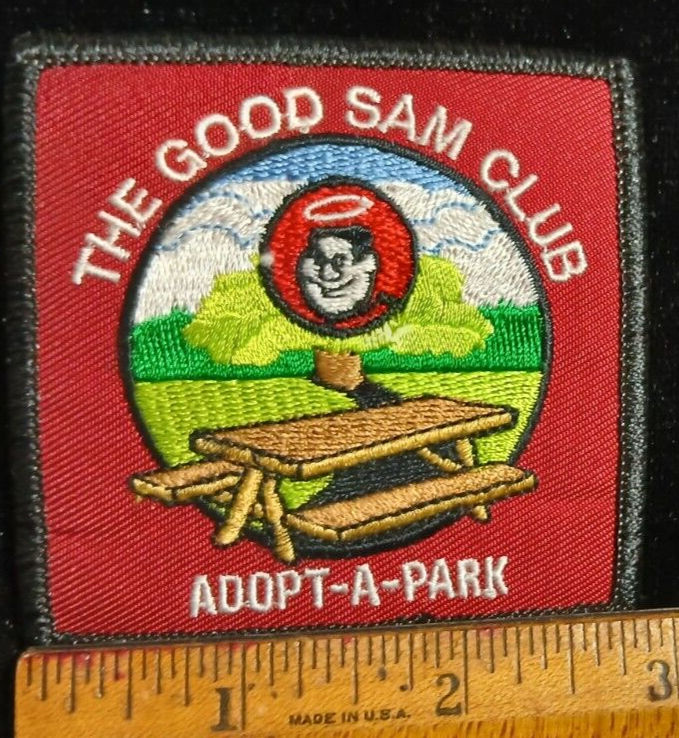 THE GOOD SAM CLUB
ADOPT-A-PARK
1 2 3
MADE IN U.S.A.